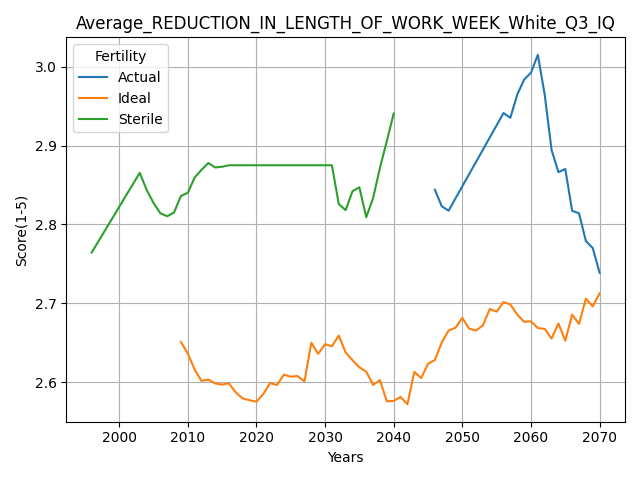 Average_REDUCTION_IN_LENGTH_OF_WORK_WEEK_White_Q3_IQ
Fertility
Actual
Ideal
Sterile
Score(1-5)
3.0
2.9
2.8
2.7
2.6
2000 2010 2020 2030 2040 2050 2060 2070
Years